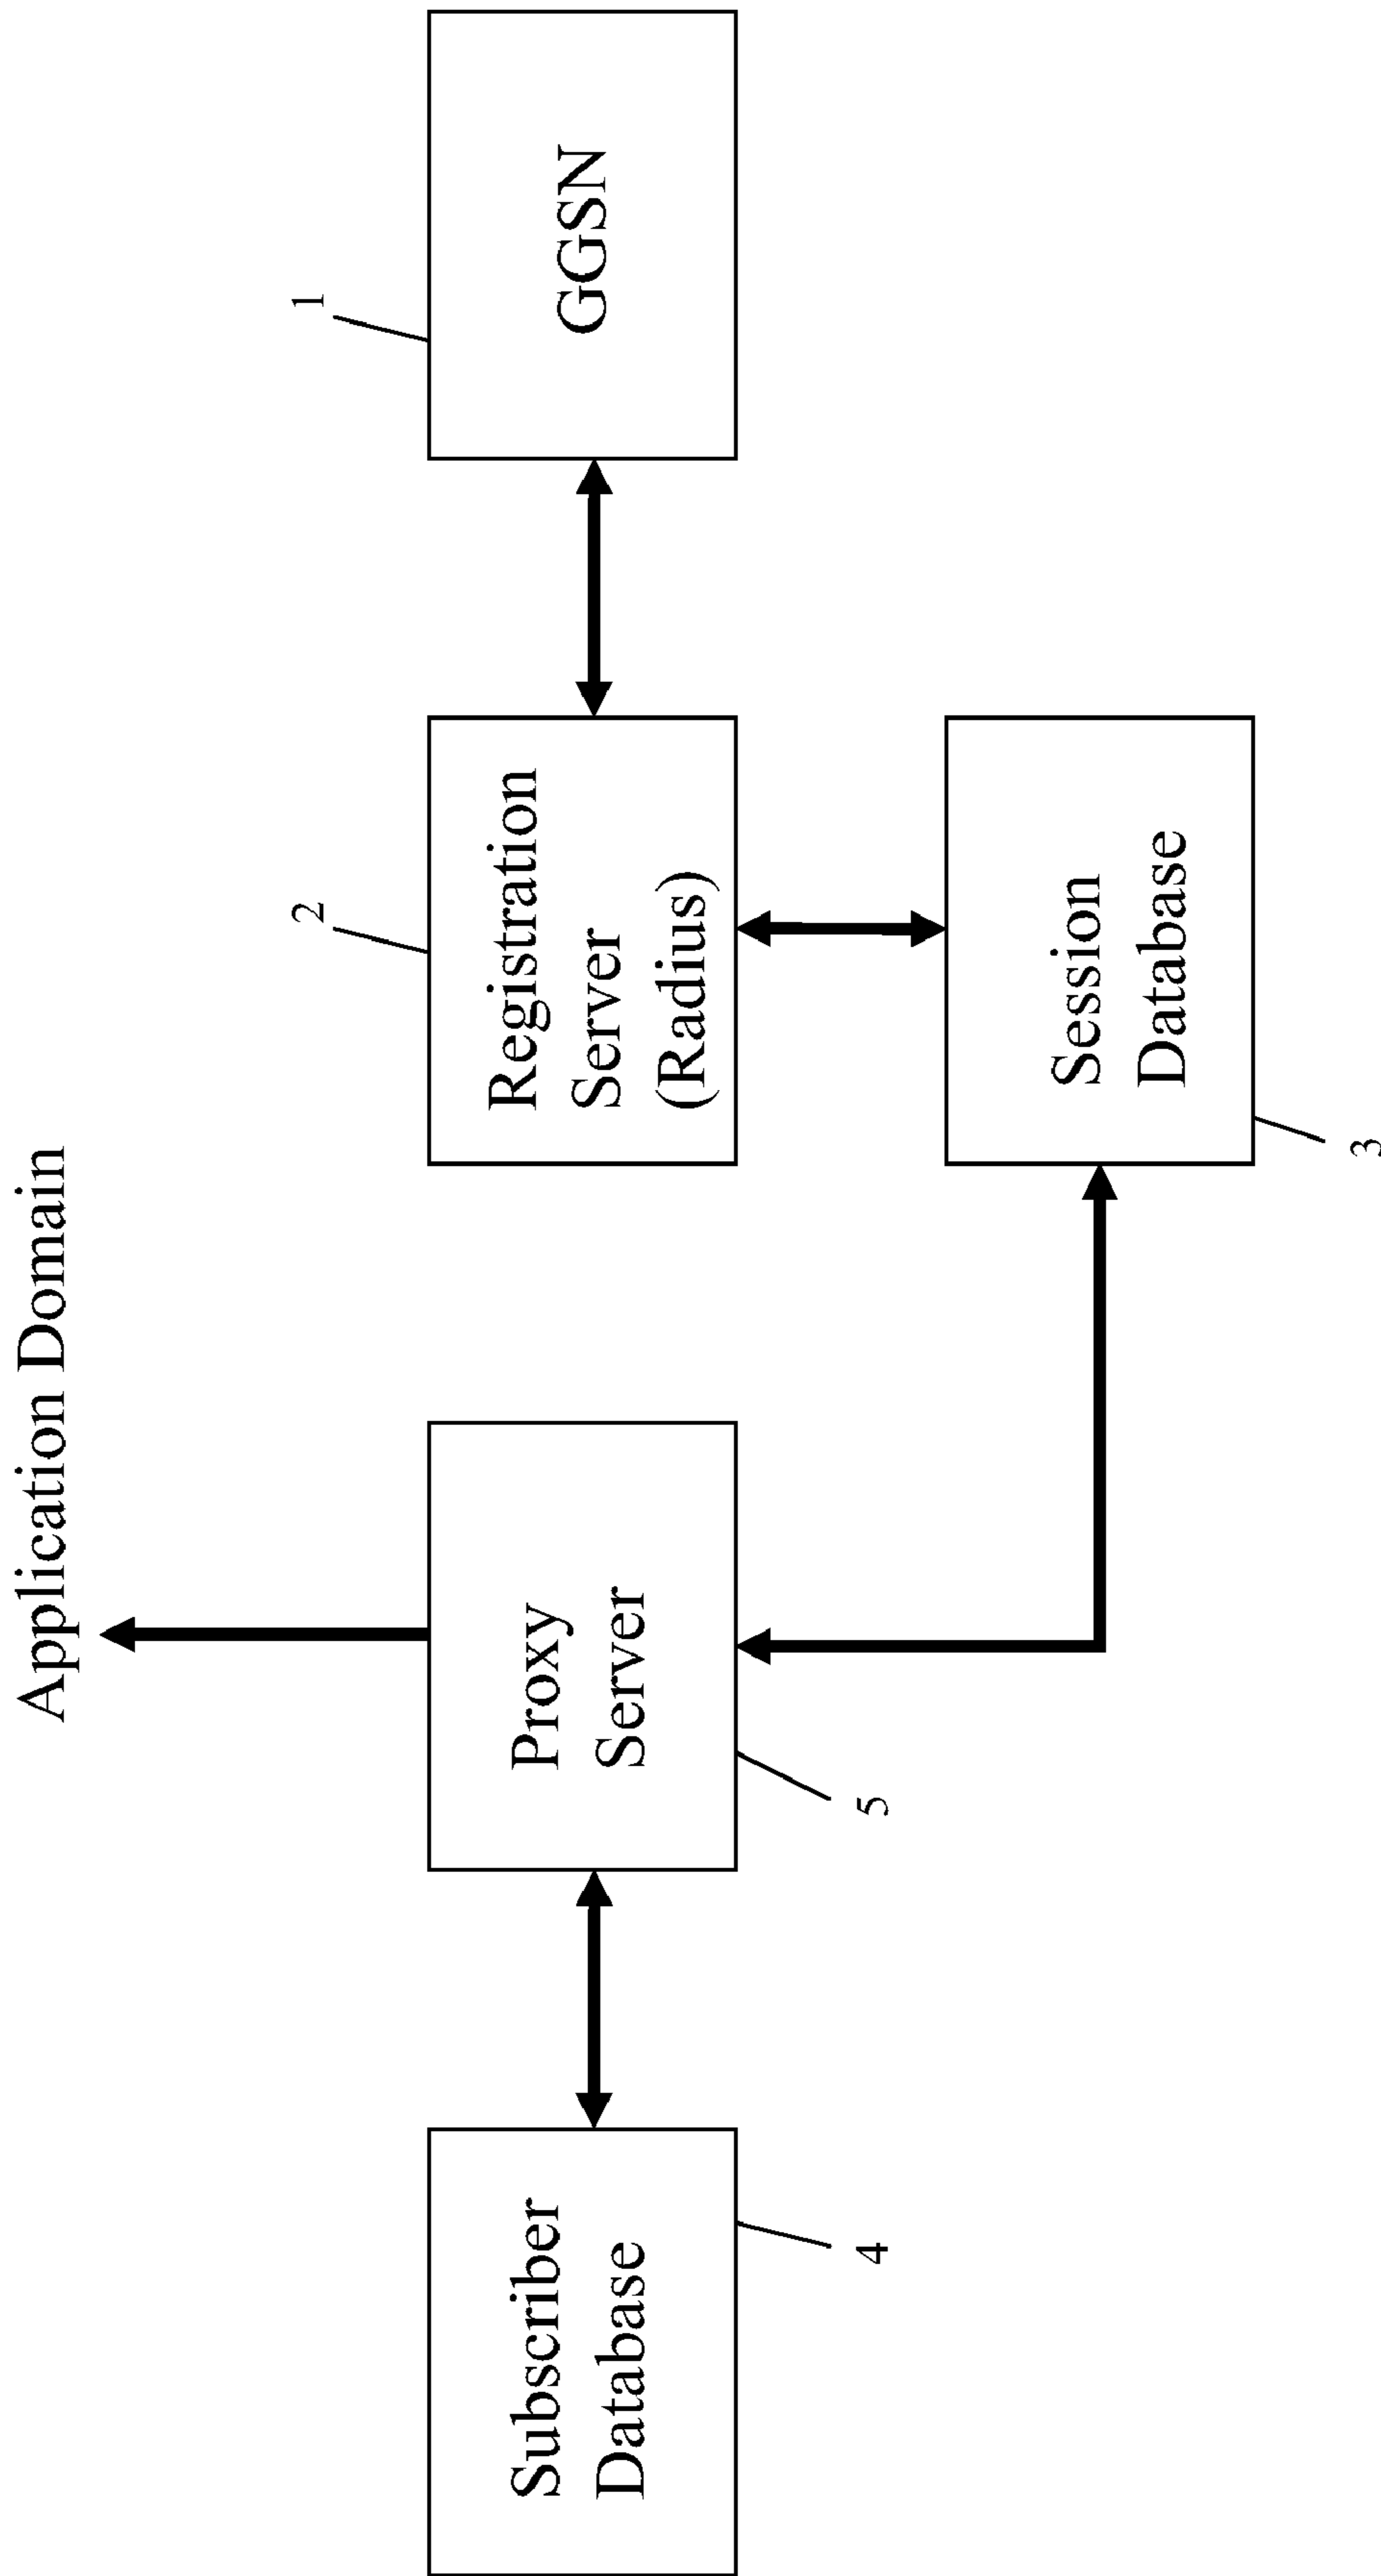 Application Domain
1
2
GGSN
Registration
Server
(Radius)
Proxy
Server
Subscriber
Database
5
4
Session
Database
3